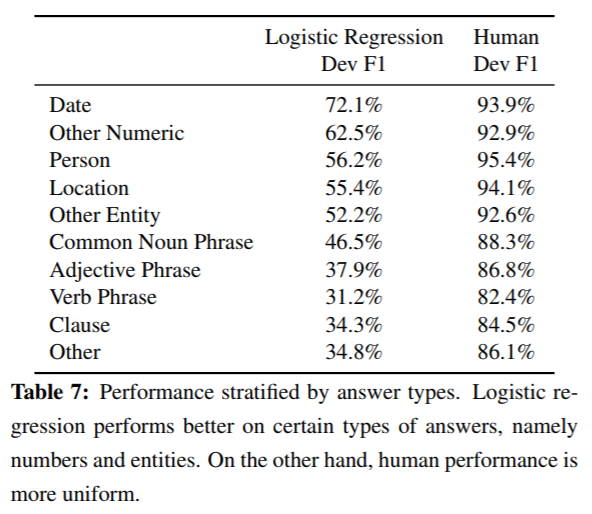 Logistic Regression Human
Dev F1 Dev F1
Date 72.1% 93.9%
Other Numeric 62.5% 92.9%
Person 56.2% 95.4%
Location 55.4% 94.1%
Other Entity 52.2% 92.6%
Common Noun Phrase 46.5% 88.3%
Adjective Phrase 37.9% 86.8%
Verb Phrase 31.2% 82.4%
Clause 34.3% 84.5%
Other 34.8% 86.1%
Table 7: Performance stratified by answer types. Logistic re-
gression performs better on certain types of answers, namely
numbers and entities. On the other hand, human performance is
more uniform.